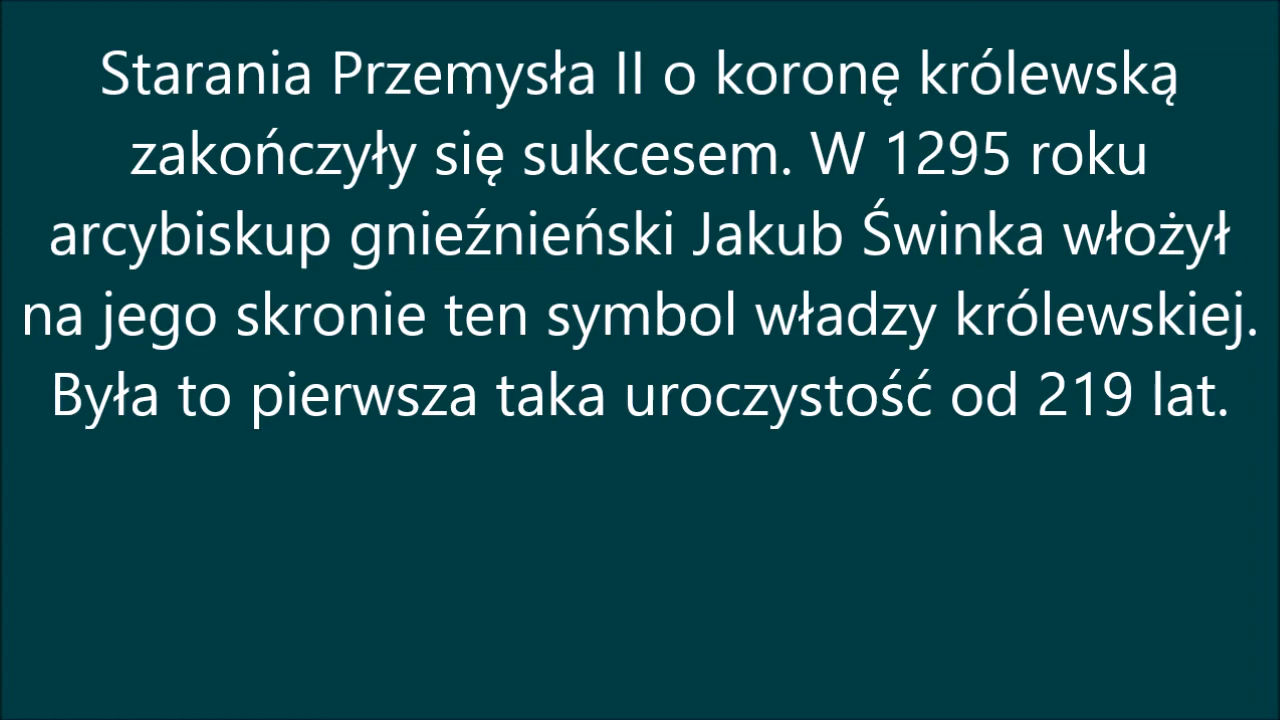 Starania Przemysła II o koronę królewską
zakończyły się sukcesem. W 1295 roku
arcybiskup gnieźnieński Jakub Świnka włożył
na jego skronie ten symbol władzy królewskiej.
Była to pierwsza taka uroczystość od 219 lat.